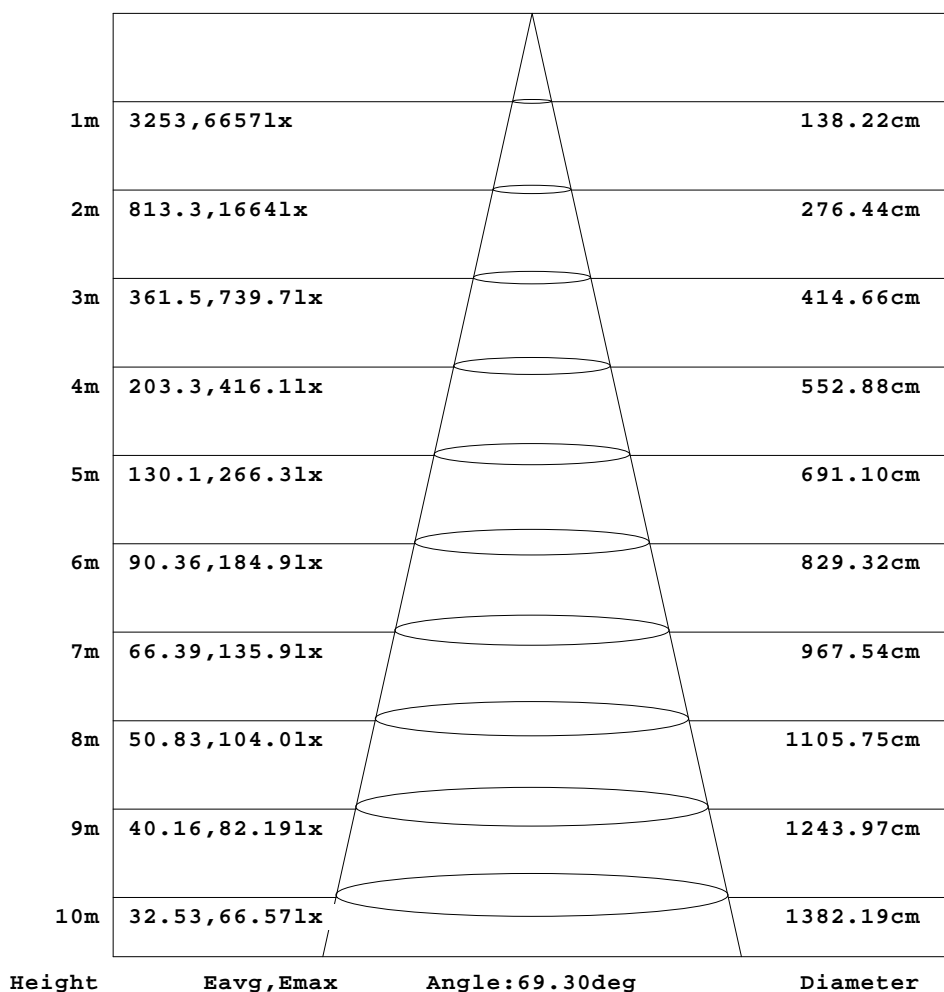 1m 3253,6657lx 138.22cm
2m 813.3,1664lx 276.44cm
3m 361.5,739.7lx 414.66cm
4m 203.3,416.1lx 552.88cm
5m 130.1,266.3lx 691.10cm
6m 90.36,184.9lx 829.32cm
7m 66.39,135.9lx 967.54cm
8m 50.83,104.0lx 1105.75cm
9m 40.16,82.19lx 1243.97cm
10m 32.53,66.57lx 1382.19cm
Height Eavg,Emax Angle:69.30deg Diameter